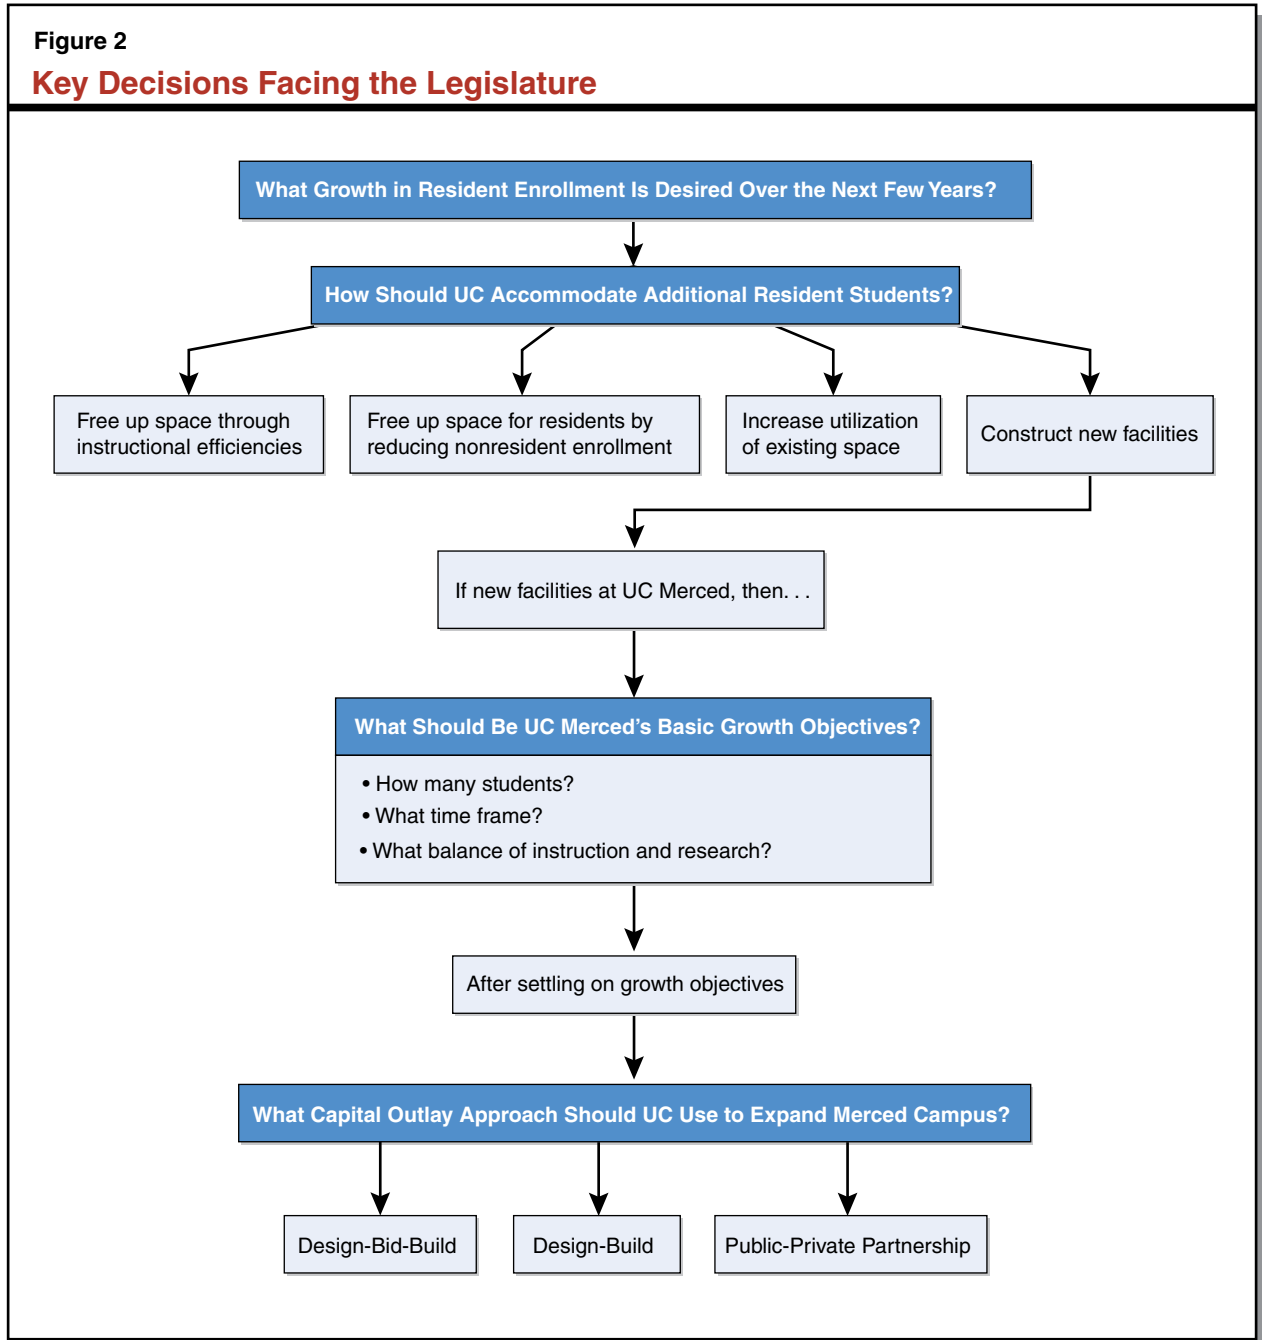 Figure 2
Key Decisions Facing the Legislature
What Growth in Resident Enrollment Is Desired Over the Next Few Years?
How Should UC Accommodate Additional Resident Students?
Free up space through
instructional efficiencies
Free up space for residents by
reducing nonresident enrollment
Increase utilization
of existing space
Construct new facilities
If new facilities at UC Merced, then. . .
What Should Be UC Merced’s Basic Growth Objectives?
• How many students?
• What time frame?
• What balance of instruction and research?
After settling on growth objectives
What Capital Outlay Approach Should UC Use to Expand Merced Campus?
Design-Bid-Build
Design-Build
Public-Private Partnership